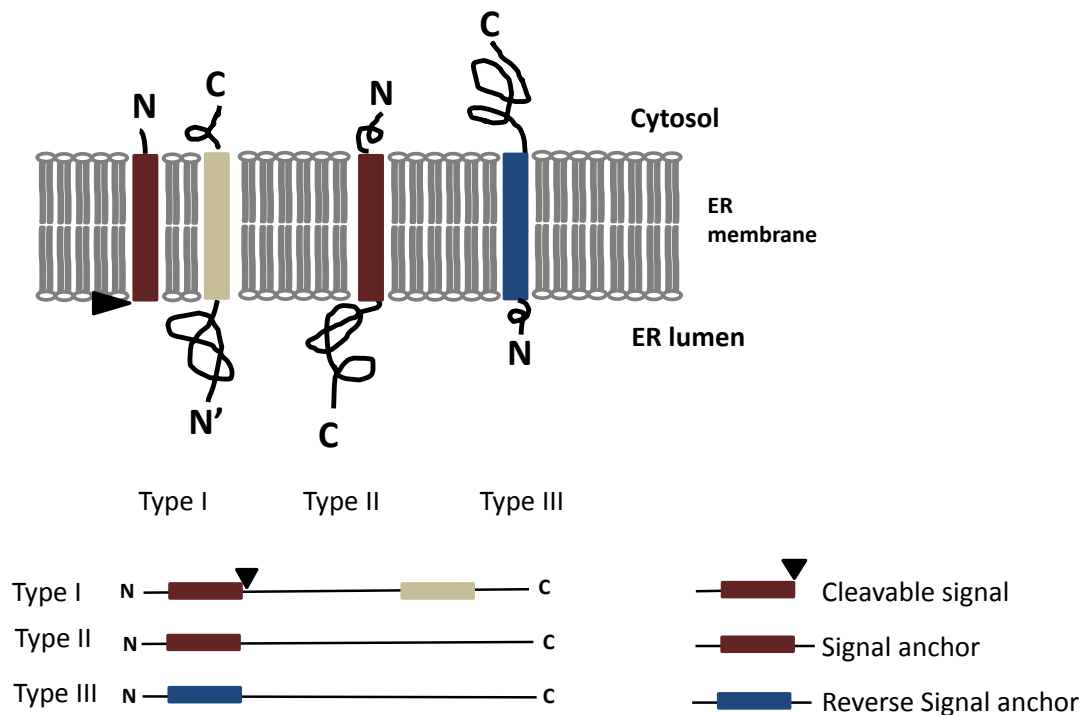 C
N
C
N
Cytosol
ER
membrane
ER lumen
N
N'
C
Type I
Type II
Type III
Type I N C
Cleavable signal
Type II N C
Signal anchor
Type III N C
Reverse Signal anchor